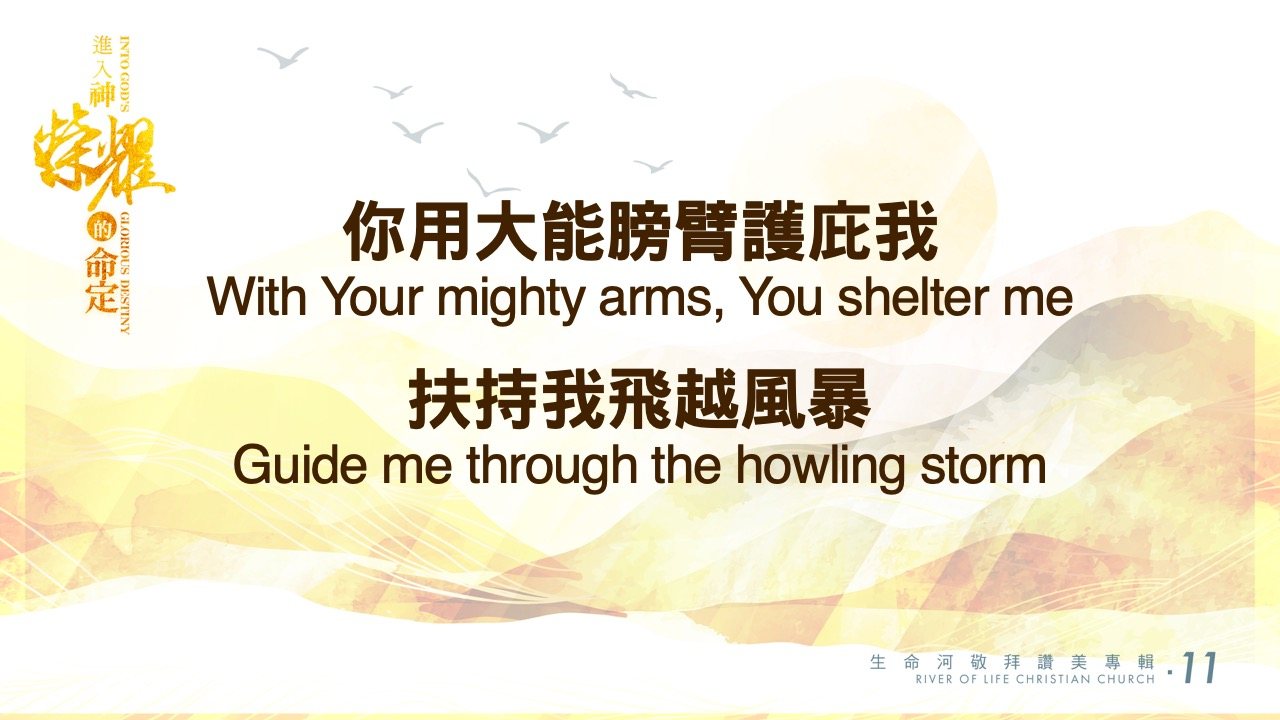 進入神
榮耀
的
命定
INTO GOD'S
GLORIOUS DESTINY
你用大能膀臂護庇我
With Your mighty arms, You shelter me
扶持我飛越風暴
Guide me through the howling storm
生命河敬拜讚美專輯
RIVER OF LIFE CHRISTIAN CHURCH
·11